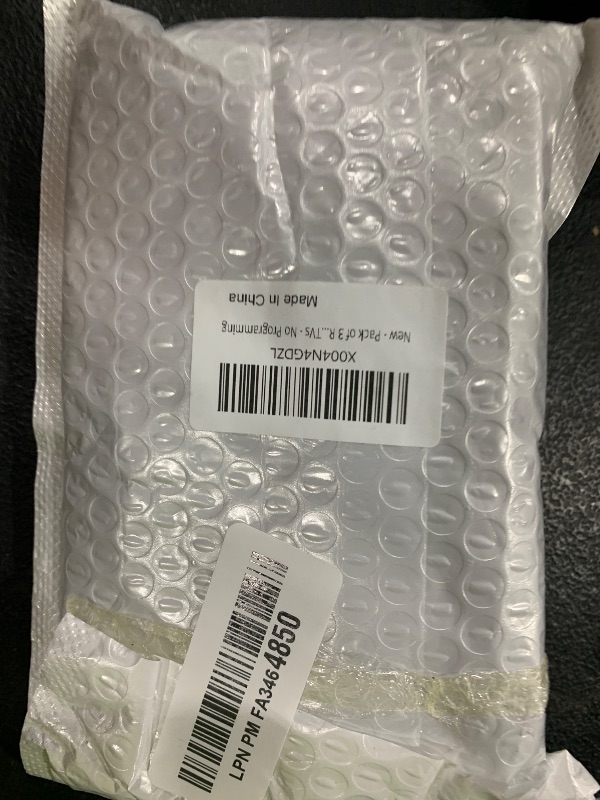 X004N4GDZL
New - Pack of 3 R...TVs - No Programming
Made in China
LPN PM FA3464850